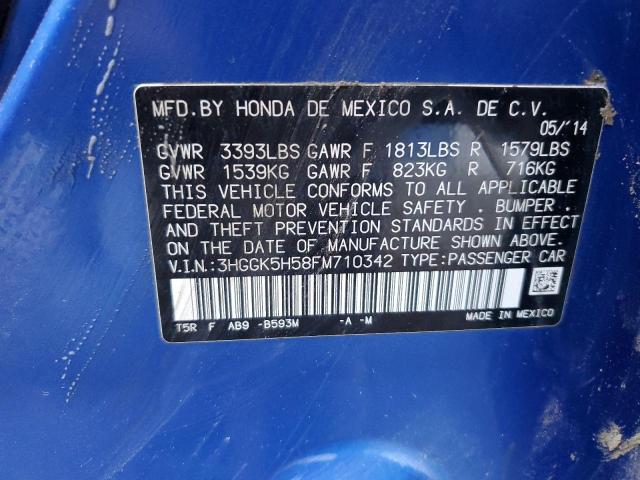 MFD. BY HONDA DE MEXICO S.A. DE C.V.
05/'14
GVWR 3393LBS GAWR F 1813LBS R 1579LBS
GVWR 1539KG GAWR F 823KG R 716KG
THIS VEHICLE CONFORMS TO ALL APPLICABLE
FEDERAL MOTOR VEHICLE SAFETY . BUMPER .
AND THEFT PREVENTION STANDARDS IN EFFECT
ON THE DATE OF MANUFACTURE SHOWN ABOVE.
V.I.N.:3HGGK5H58FM710342 TYPE:PASSENGER CAR
T5R F AB9 -B593M -A -M
MADE IN MEXICO